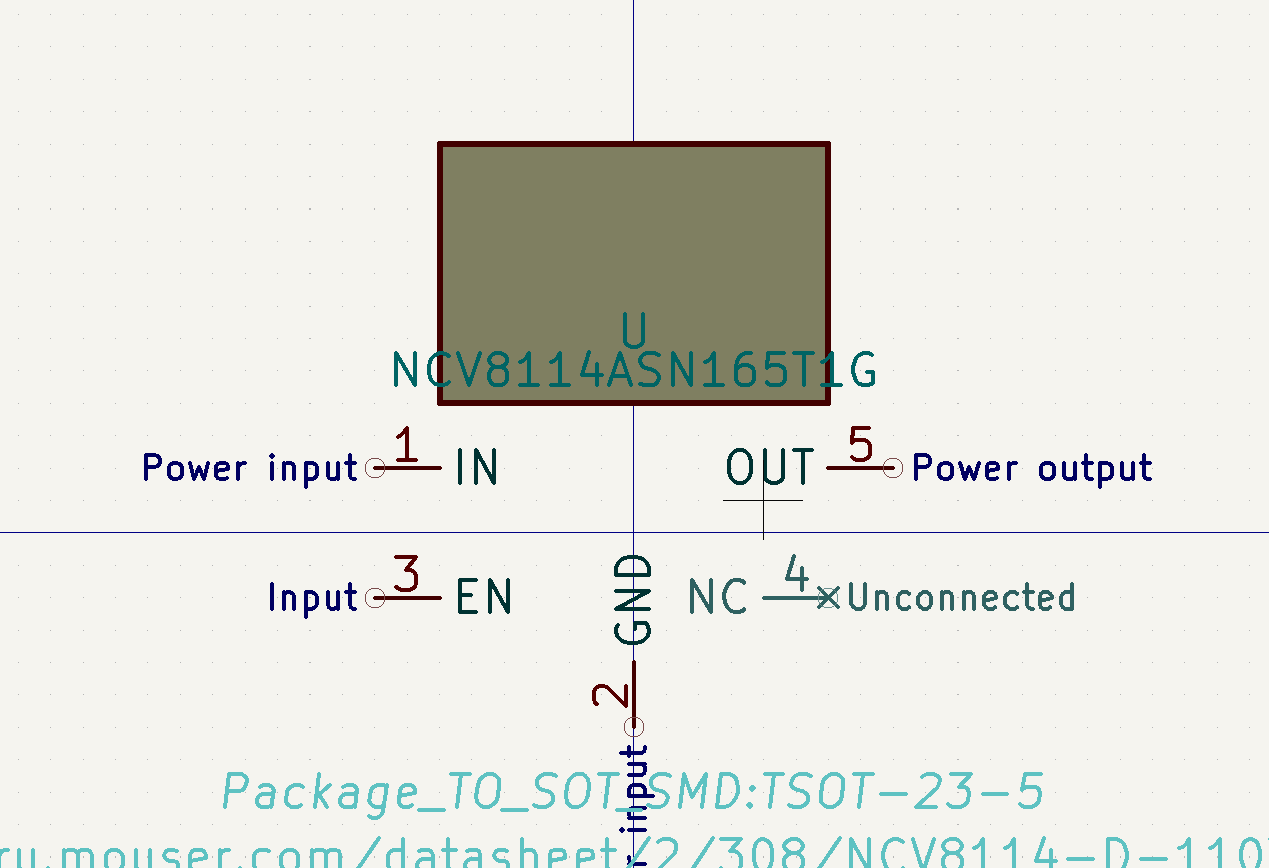 U
NCV8114ASN165T1G
Power input 1 IN OUT 5 Power output
Input 3 EN GND NC 4 Unconnected
2
input
Package_TO_SOT_SMD:TSOT-23-5
ru.mouser.com/datasheet/2/308/NCV8114-D-110